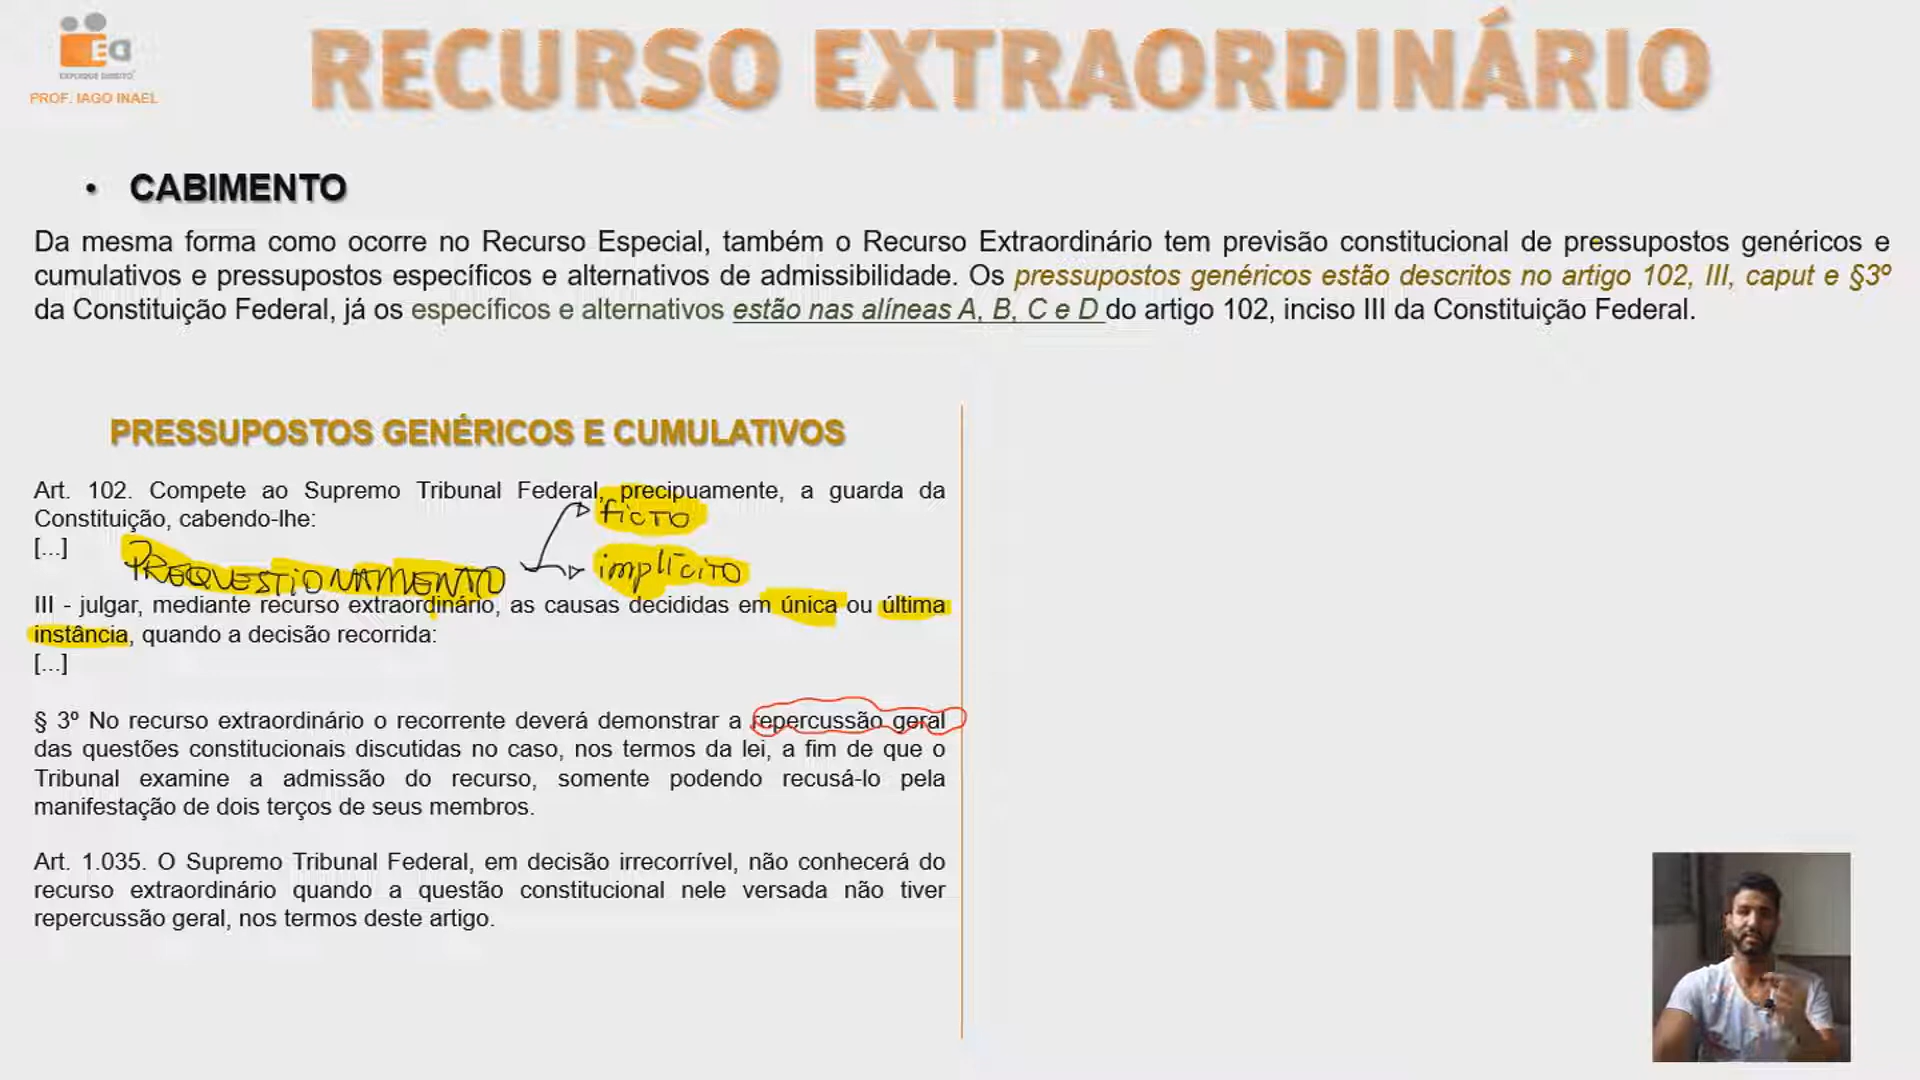 ED
EXPLIQUE DIREITO
PROF. IAGO INAEL
RECURSO EXTRAORDINÁRIO
• CABIMENTO
Da mesma forma como ocorre no Recurso Especial, também o Recurso Extraordinário tem previsão constitucional de pressupostos genéricos e
cumulativos e pressupostos específicos e alternativos de admissibilidade. Os pressupostos genéricos estão descritos no artigo 102, III, caput e §3º
da Constituição Federal, já os específicos e alternativos estão nas alíneas A, B, C e D do artigo 102, inciso III da Constituição Federal.
PRESSUPOSTOS GENÉRICOS E CUMULATIVOS
Art. 102. Compete ao Supremo Tribunal Federal, precipuamente, a guarda da
Constituição, cabendo-lhe:
ficto
[...]
PREQUESTIONAMENTO
implícito
III - julgar, mediante recurso extraordinário, as causas decididas em única ou última
instância, quando a decisão recorrida:
[...]
§ 3º No recurso extraordinário o recorrente deverá demonstrar a repercussão geral
das questões constitucionais discutidas no caso, nos termos da lei, a fim de que o
Tribunal examine a admissão do recurso, somente podendo recusá-lo pela
manifestação de dois terços de seus membros.
Art. 1.035. O Supremo Tribunal Federal, em decisão irrecorrível, não conhecerá do
recurso extraordinário quando a questão constitucional nele versada não tiver
repercussão geral, nos termos deste artigo.